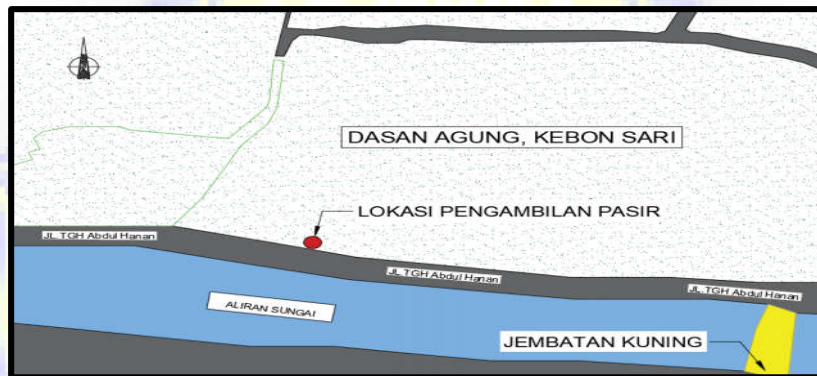 DASAN AGUNG, KEBON SARI
LOKASI PENGAMBILAN PASIR
JL.TGH Abdul Hanan
JL.TGH Abdul Hanan
JL.TGH Abdul Hanan
ALIRAN SUNGAI
JEMBATAN KUNING